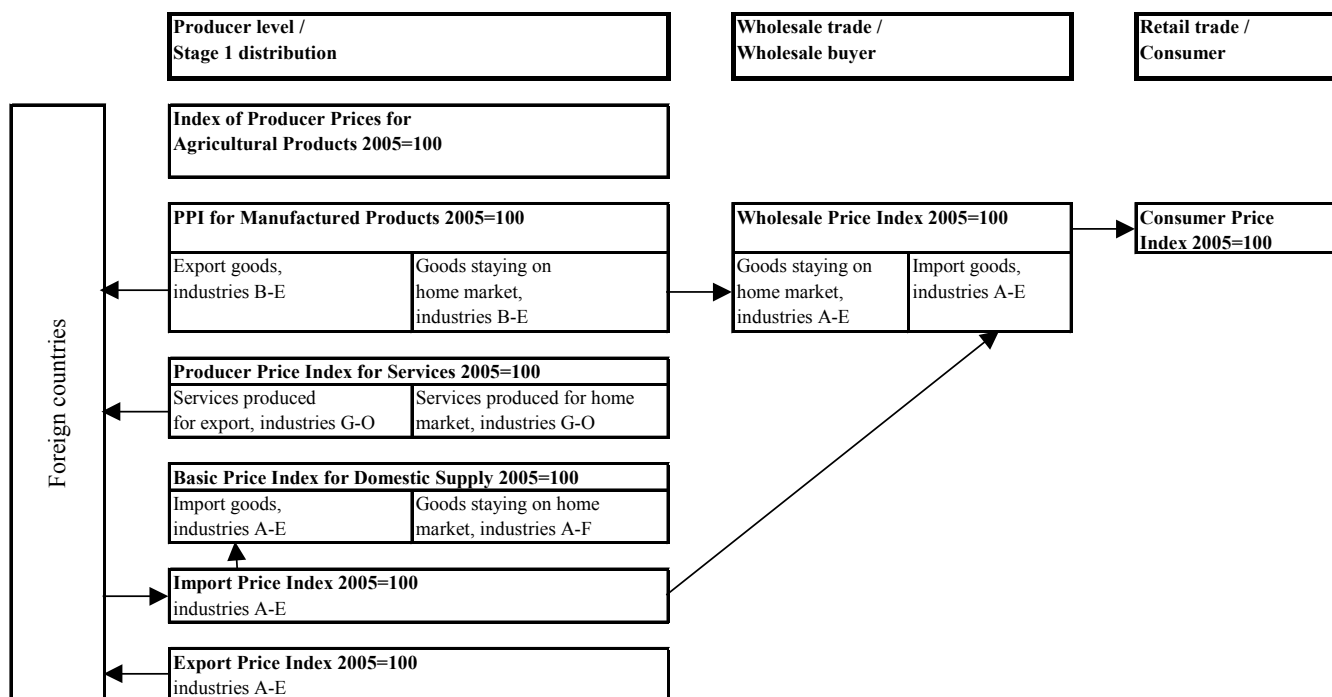 Producer level /
Stage 1 distribution
Wholesale trade /
Wholesale buyer
Retail trade /
Consumer
Foreign countries
Index of Producer Prices for
Agricultural Products 2005=100
PPI for Manufactured Products 2005=100
Export goods,
industries B-E
Goods staying on
home market,
industries B-E
Wholesale Price Index 2005=100
Goods staying on
home market,
industries A-E
Import goods,
industries A-E
Consumer Price
Index 2005=100
Producer Price Index for Services 2005=100
Services produced
for export, industries G-O
Services produced for home
market, industries G-O
Basic Price Index for Domestic Supply 2005=100
Import goods,
industries A-E
Goods staying on home
market, industries A-F
Import Price Index 2005=100
industries A-E
Export Price Index 2005=100
industries A-E